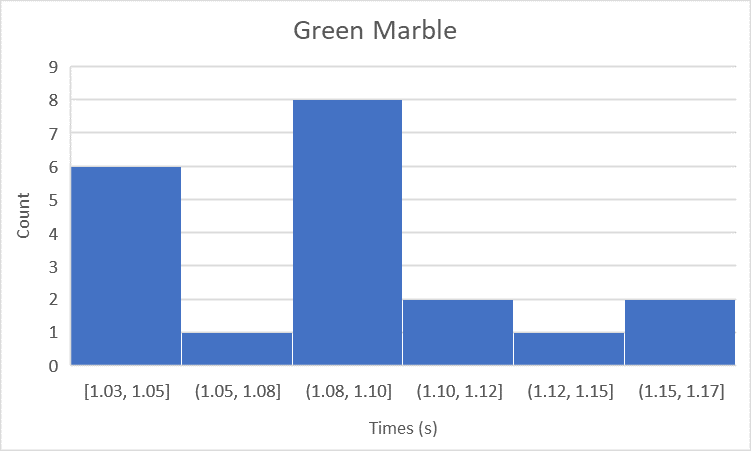 Green Marble
9
8
7
6
5
4
3
2
1
0
Count
[1.03, 1.05] (1.05, 1.08] (1.08, 1.10] (1.10, 1.12] (1.12, 1.15] (1.15, 1.17]
Times (s)